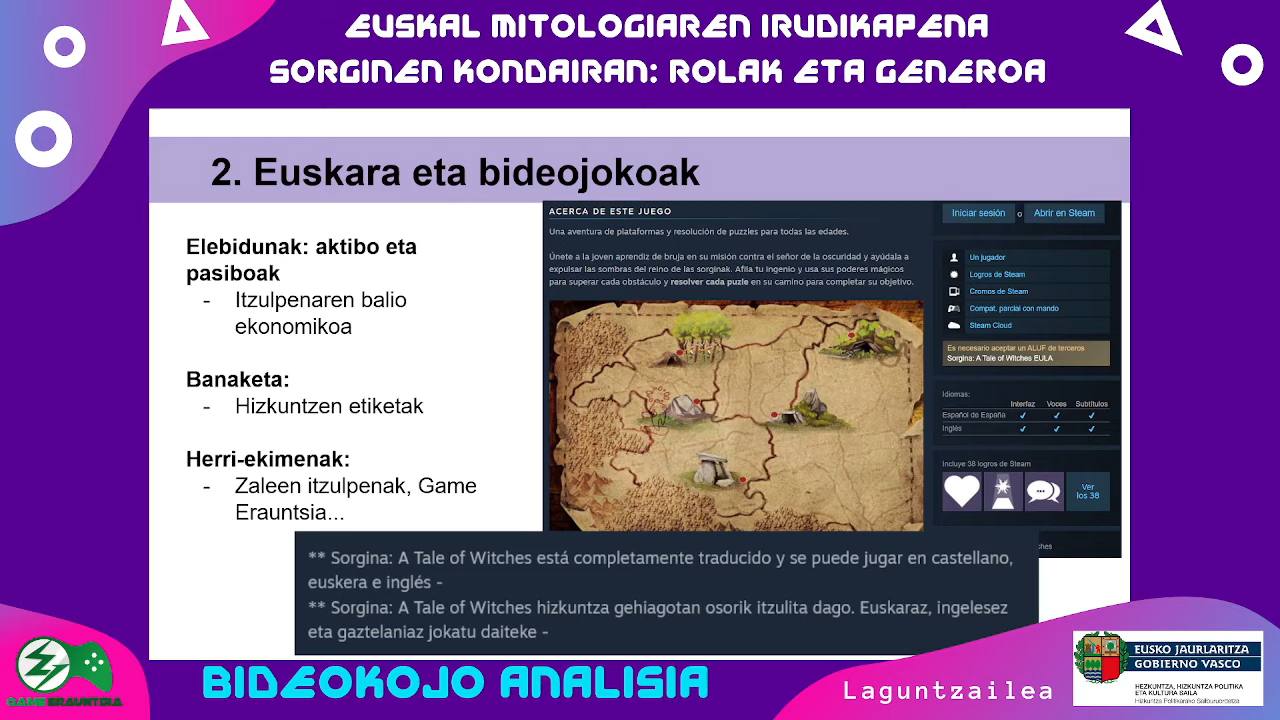 EUSKAL MITOLOGIAREN IRUDIKAPENA
SORGINEN KONDAIRAN: ROLAK ETA GENEROA
2. Euskara eta bideojokoak
Elebidunak: aktibo eta
pasiboak
- Itzulpenaren balio
ekonomikoa
Banaketa:
- Hizkuntzen etiketak
Herri-ekimenak:
- Zaleen itzulpenak, Game
Erauntsia...
ACERCA DE ESTE JUEGO
Una aventura de plataformas y resolución de puzzles para todas las edades.
Únete a la joven aprendiz de bruja en su misión contra el señor de la oscuridad y ayúdala a
expulsar las sombras del reino de las sorginak. Afila tu ingenio y usa sus poderes mágicos
para superar cada obstáculo y resolver cada puzle en su camino para completar su objetivo.
Iniciar sesión o Abrir en Steam
Un jugador
Logros de Steam
Cromos de Steam
Compat. parcial con mando
Steam Cloud
Es necesario aceptar un ALUF de terceros
Sorgina: A Tale of Witches EULA
Idiomas:
Interfaz Voces Subtítulos
Español de España ✓ ✓ ✓
Inglés ✓ ✓ ✓
Incluye 38 logros de Steam
Ver
los 38
ches
** Sorgina: A Tale of Witches está completamente traducido y se puede jugar en castellano,
euskera e inglés -
** Sorgina: A Tale of Witches hizkuntza gehiagotan osorik itzulita dago. Euskaraz, ingelesez
eta gaztelaniaz jokatu daiteke -
GAMEERAUNTSIA
BIDEOKOJO ANALISIA
Laguntzailea
EUSKO JAURLARITZA
GOBIERNO VASCO
HEZKUNTZA, HIZKUNTZA POLITIKA
ETA KULTURA SAILA
Hizkuntza Politikarako Sailburuordetza